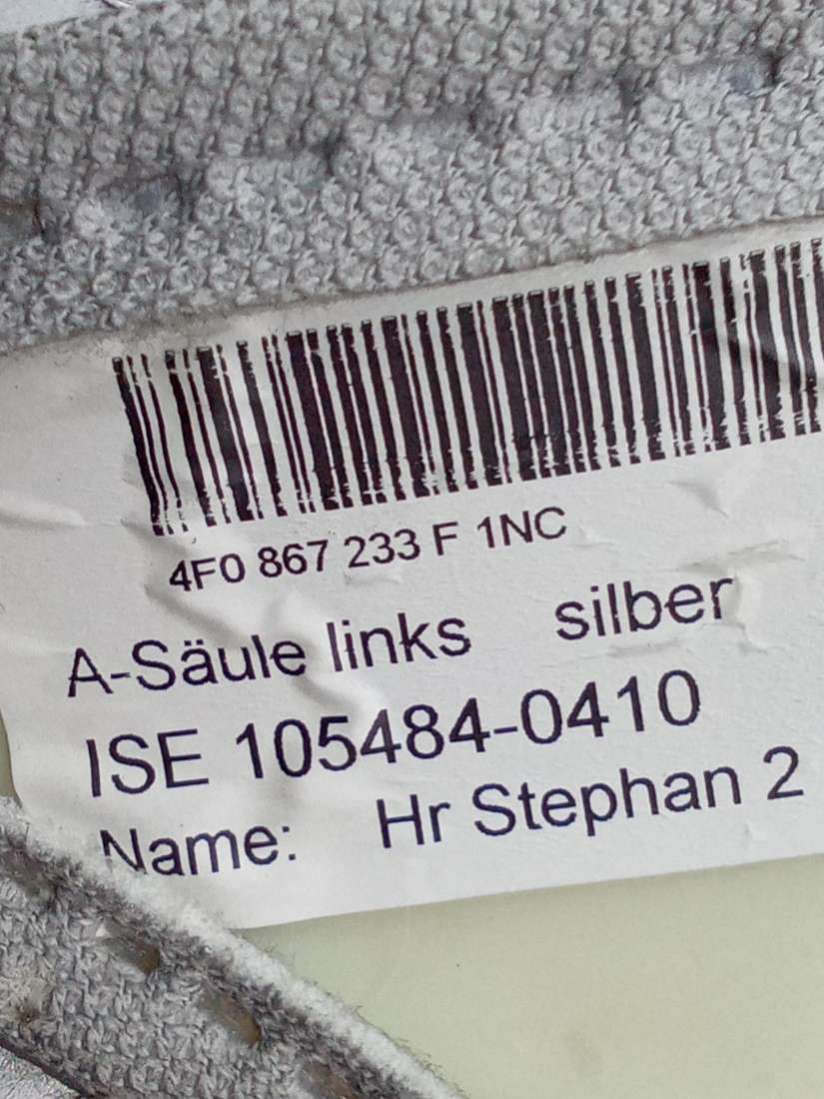 4F0 867 233 F 1NC
A-Säule links silber
ISE 105484-0410
Name: Hr Stephan 2